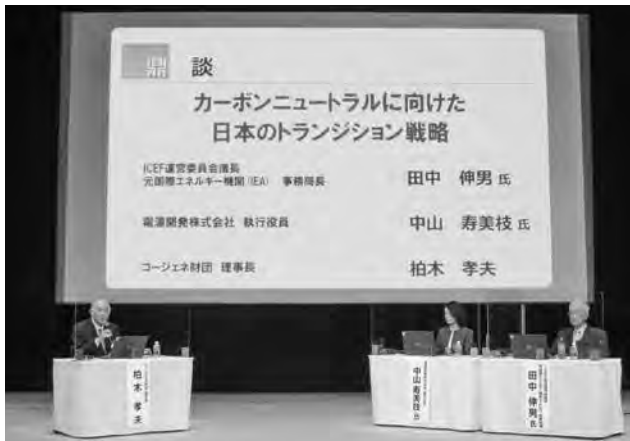 鼎 談
カーボンニュートラルに向けた
日本のトランジション戦略
ICEF運営委員会議長
元国際エネルギー機関(IEA) 事務局長
田中 伸男 氏
電源開発株式会社 執行役員
中山 寿美枝 氏
コージェネ財団 理事長
柏木 孝夫
柏木 孝夫
中山 寿美枝 氏
田中 伸男 氏